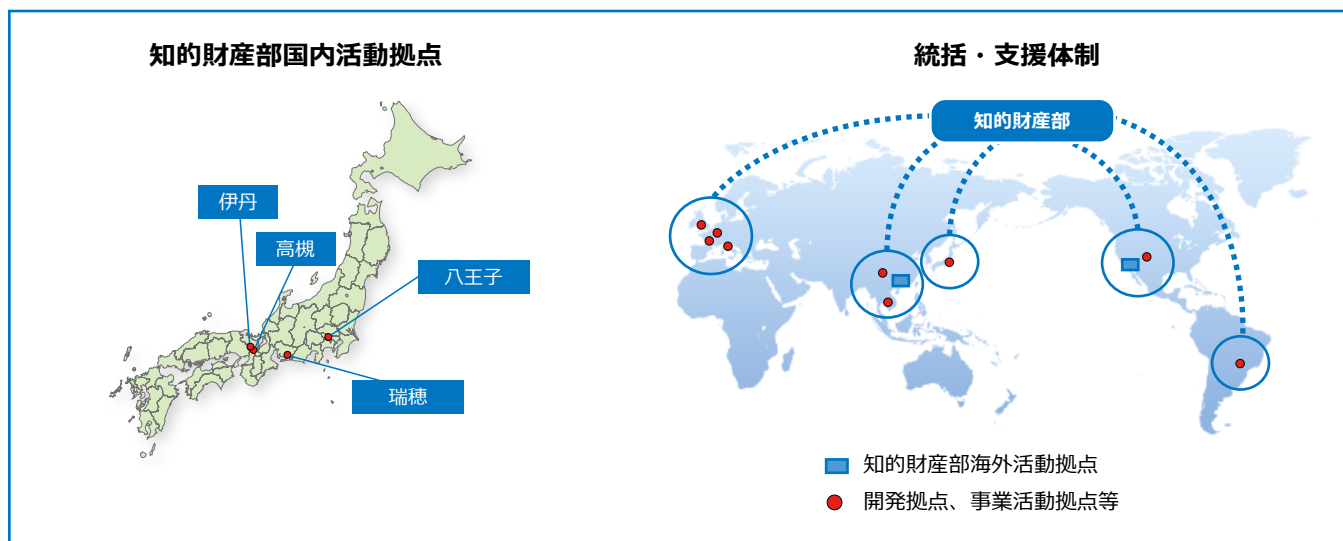 知的財産部国内活動拠点
伊丹
高槻
八王子
瑞穂
統括・支援体制
知的財産部
知的財産部海外活動拠点
開発拠点、事業活動拠点等